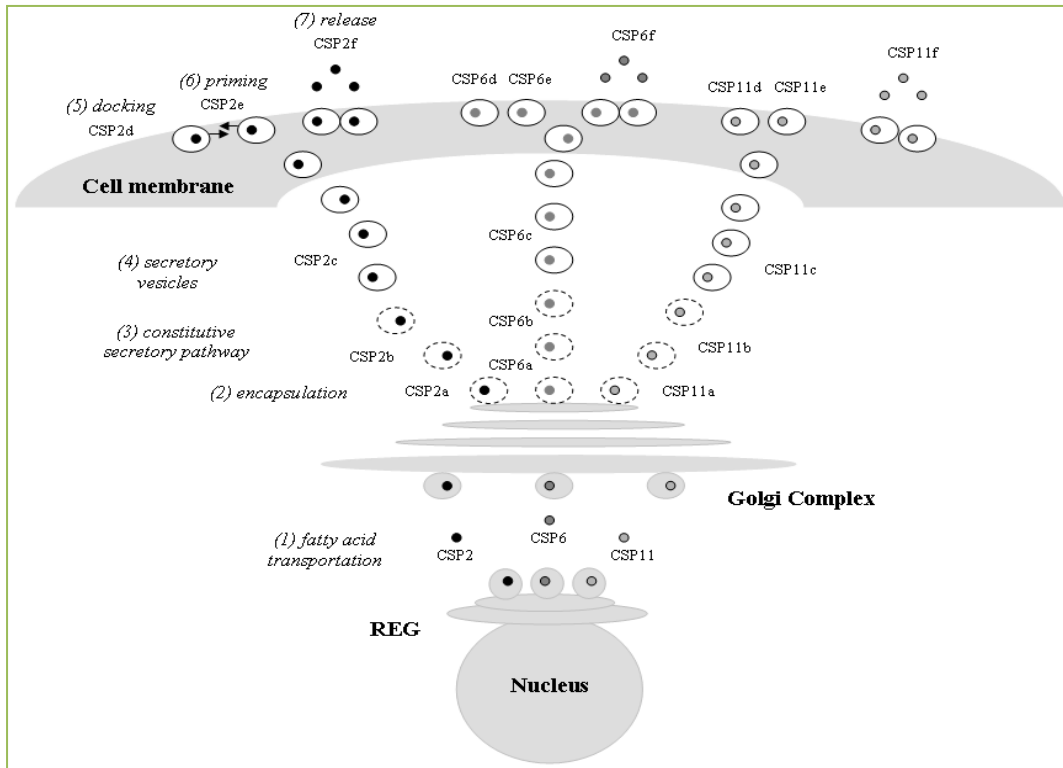 (7) release
CSP2f
CSP6f
CSP11f
(6) priming
CSP6d CSP6e
CSP11d CSP11e
(5) docking
CSP2e
CSP2d
Cell membrane
CSP6c
CSP2c
CSP11c
(4) secretory
vesicles
CSP6b
(3) constitutive
secretory pathway
CSP2b
CSP11b
CSP6a
(2) encapsulation
CSP2a
CSP11a
Golgi Complex
(1) fatty acid
transportation
CSP2
CSP6
CSP11
REG
Nucleus